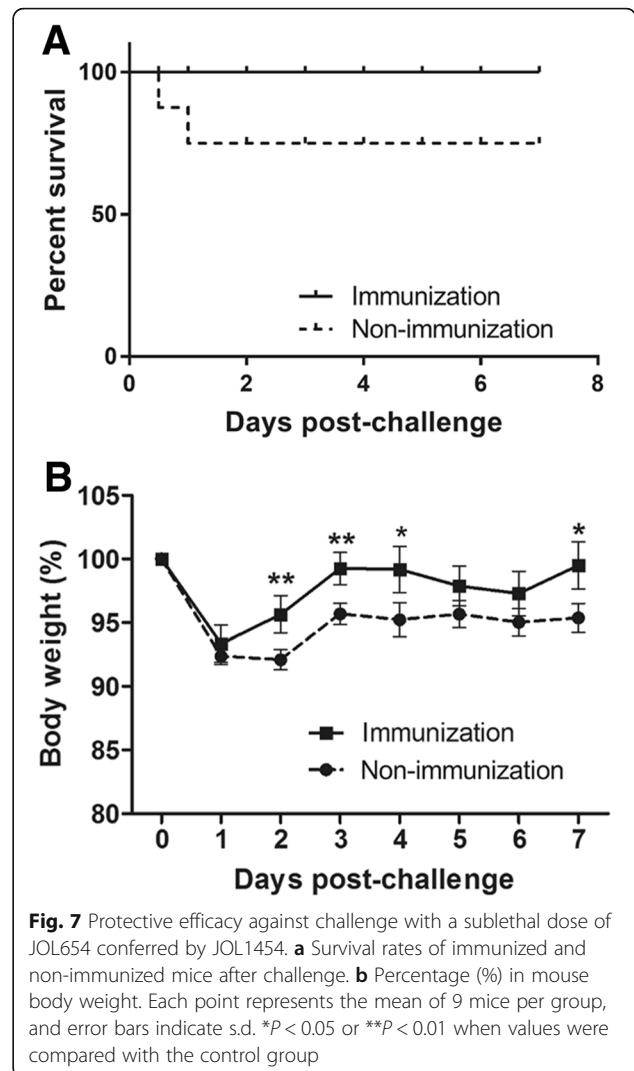 A
100
50
0
Percent survival
Immunization
Non-immunization
0 2 4 6 8
Days post-challenge
B
105
100
95
90
85
80
Body weight (%)
** ** * *
Immunization
Non-immunization
0 1 2 3 4 5 6 7
Days post-challenge
Fig. 7 Protective efficacy against challenge with a sublethal dose of
JOL654 conferred by JOL1454. a Survival rates of immunized and
non-immunized mice after challenge. b Percentage (%) in mouse
body weight. Each point represents the mean of 9 mice per group,
and error bars indicate s.d. *P < 0.05 or **P < 0.01 when values were
compared with the control group